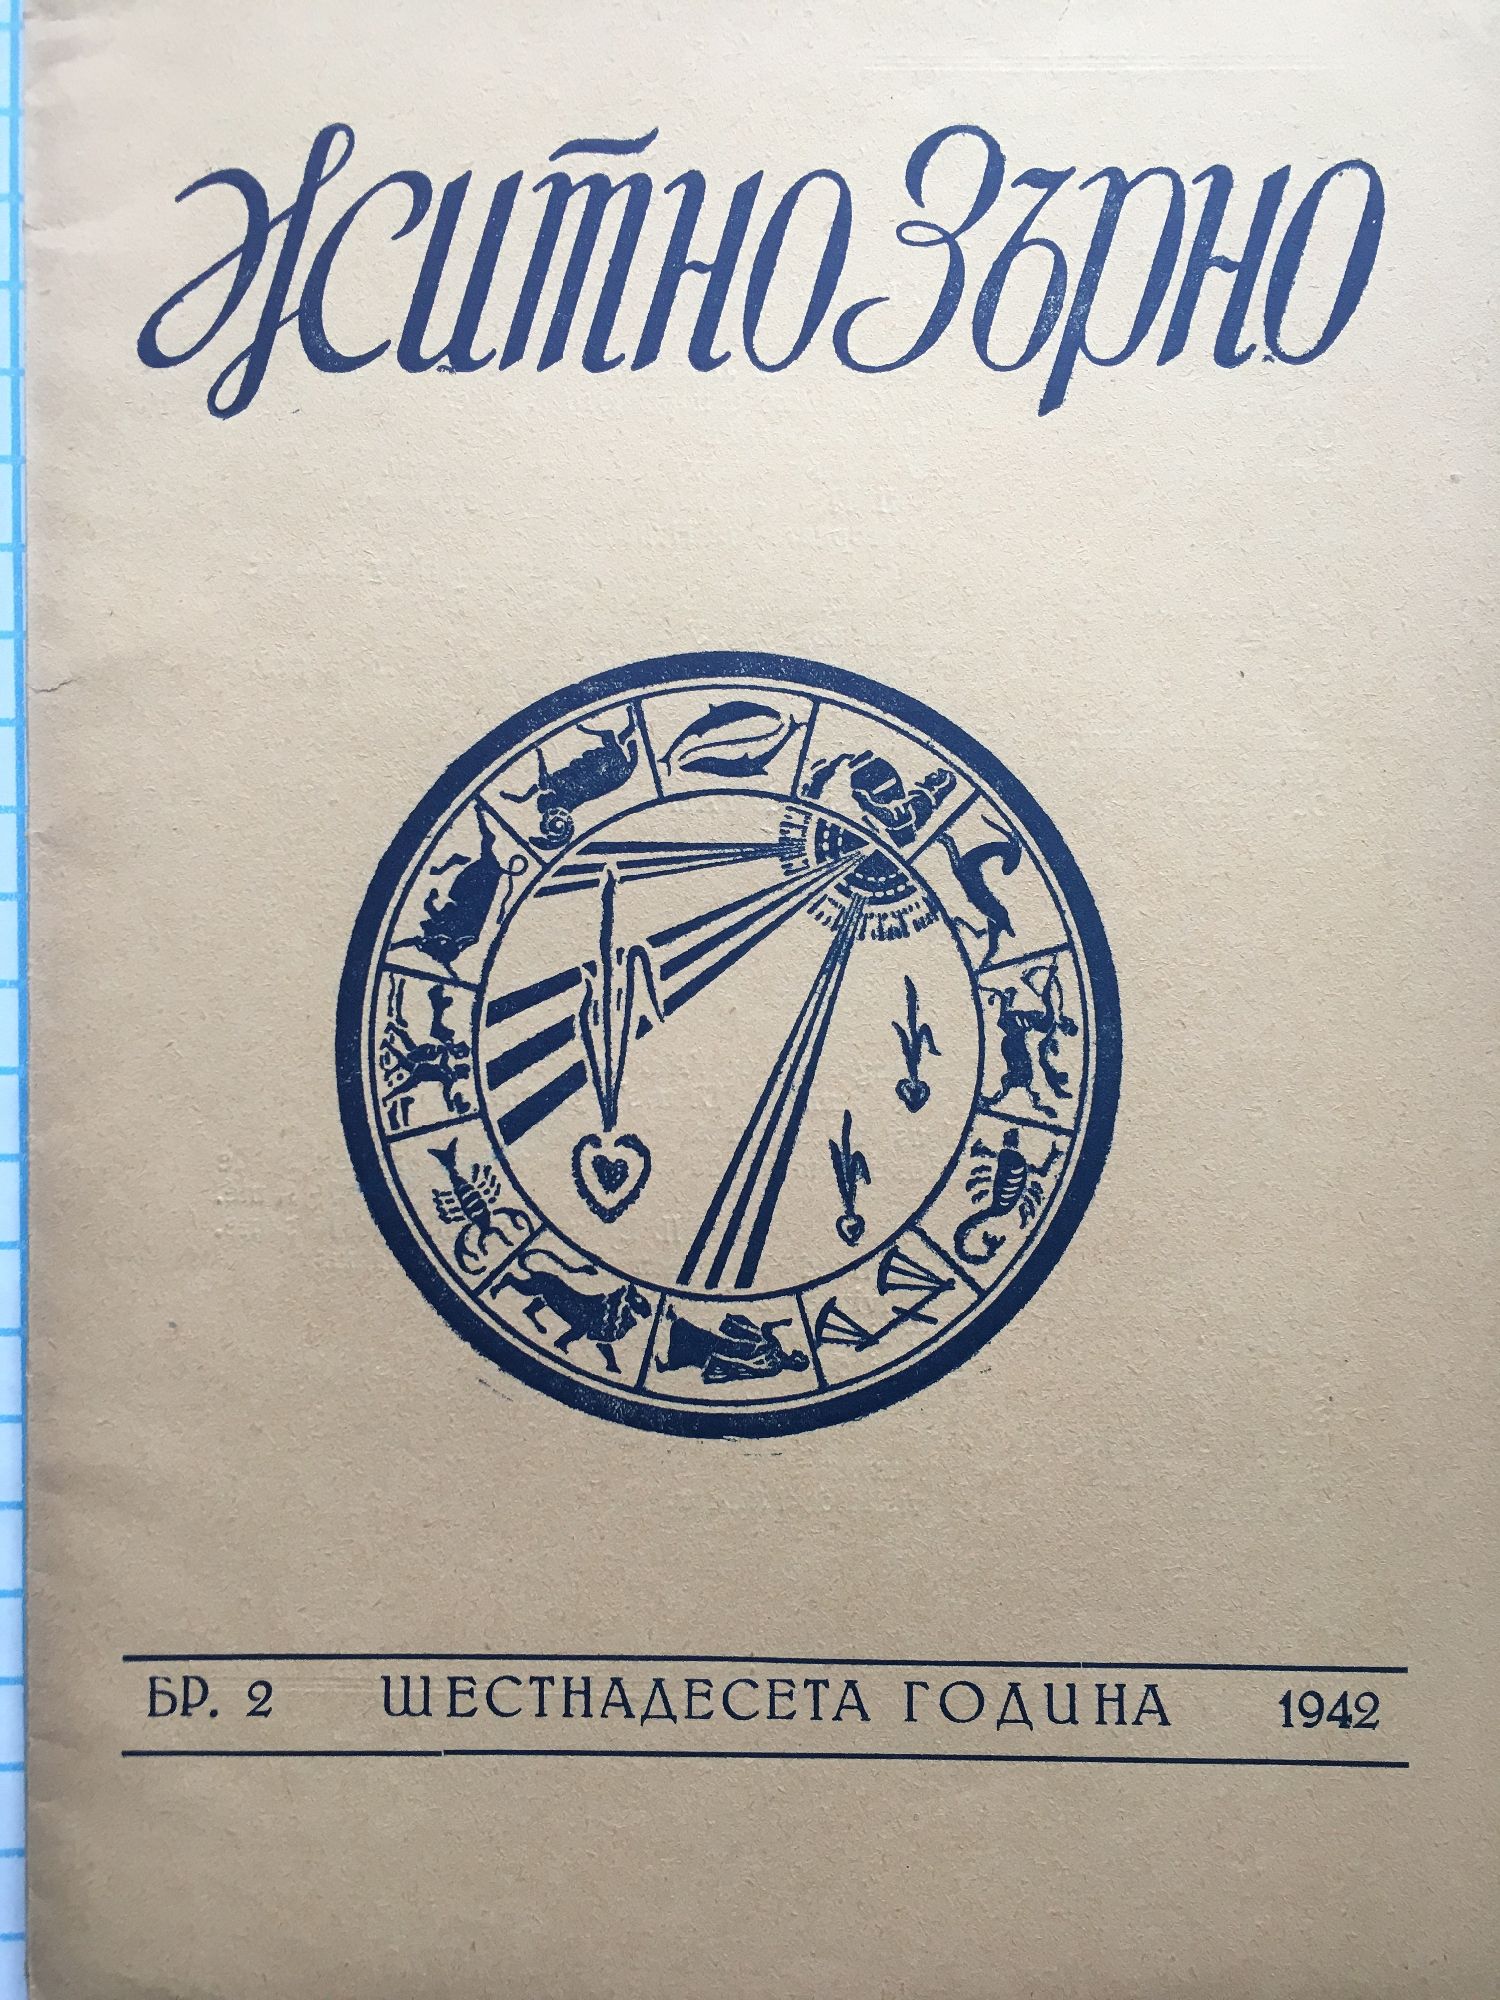 Житно Зърно
БР. 2 ШЕСТНАДЕСЕТА ГОДИНА 1942